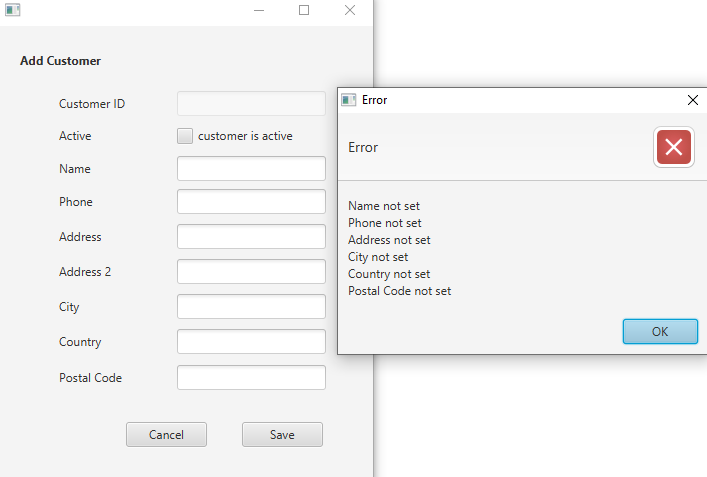 Add Customer
Customer ID
Active customer is active
Name
Phone
Address
Address 2
City
Country
Postal Code
Cancel Save
Error
Error
Name not set
Phone not set
Address not set
City not set
Country not set
Postal Code not set
OK